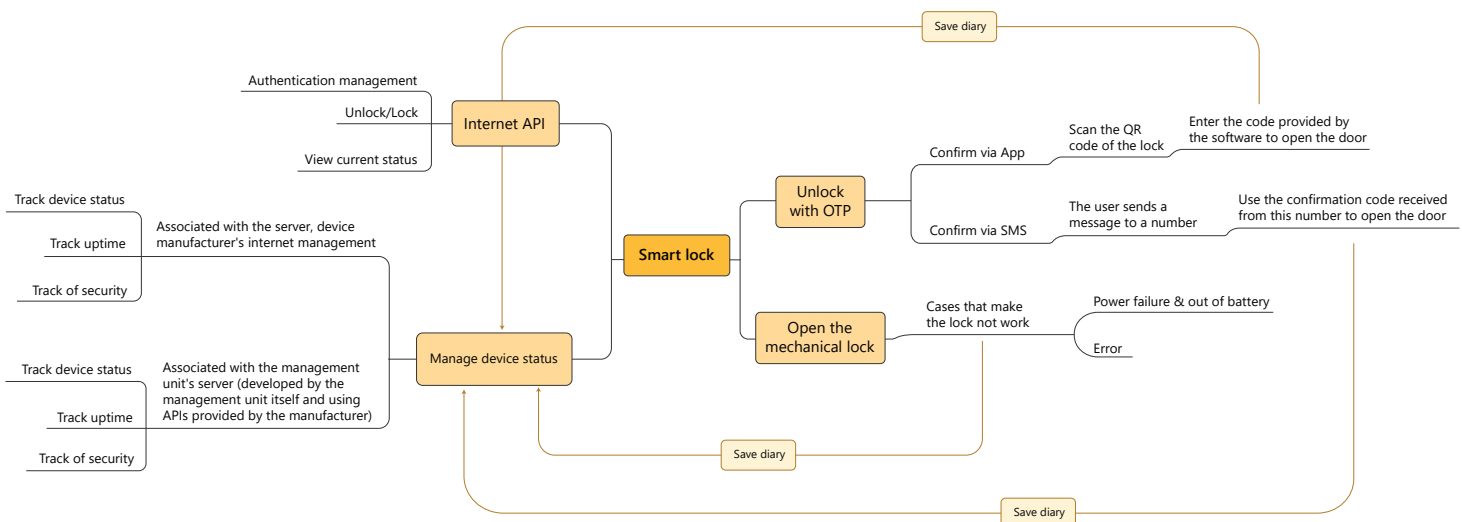 Save diary
Authentication management
Unlock/Lock
View current status
Internet API
Confirm via App
Scan the QR
code of the lock
Enter the code provided by
the software to open the door
Unlock
with OTP
Confirm via SMS
The user sends a
message to a number
Use the confirmation code received
from this number to open the door
Track device status
Track uptime
Track of security
Associated with the server, device
manufacturer's internet management
Smart lock
Manage device status
Open the
mechanical lock
Cases that make
the lock not work
Power failure & out of battery
Error
Track device status
Track uptime
Track of security
Associated with the management
unit's server (developed by the
management unit itself and using
APIs provided by the manufacturer)
Save diary
Save diary